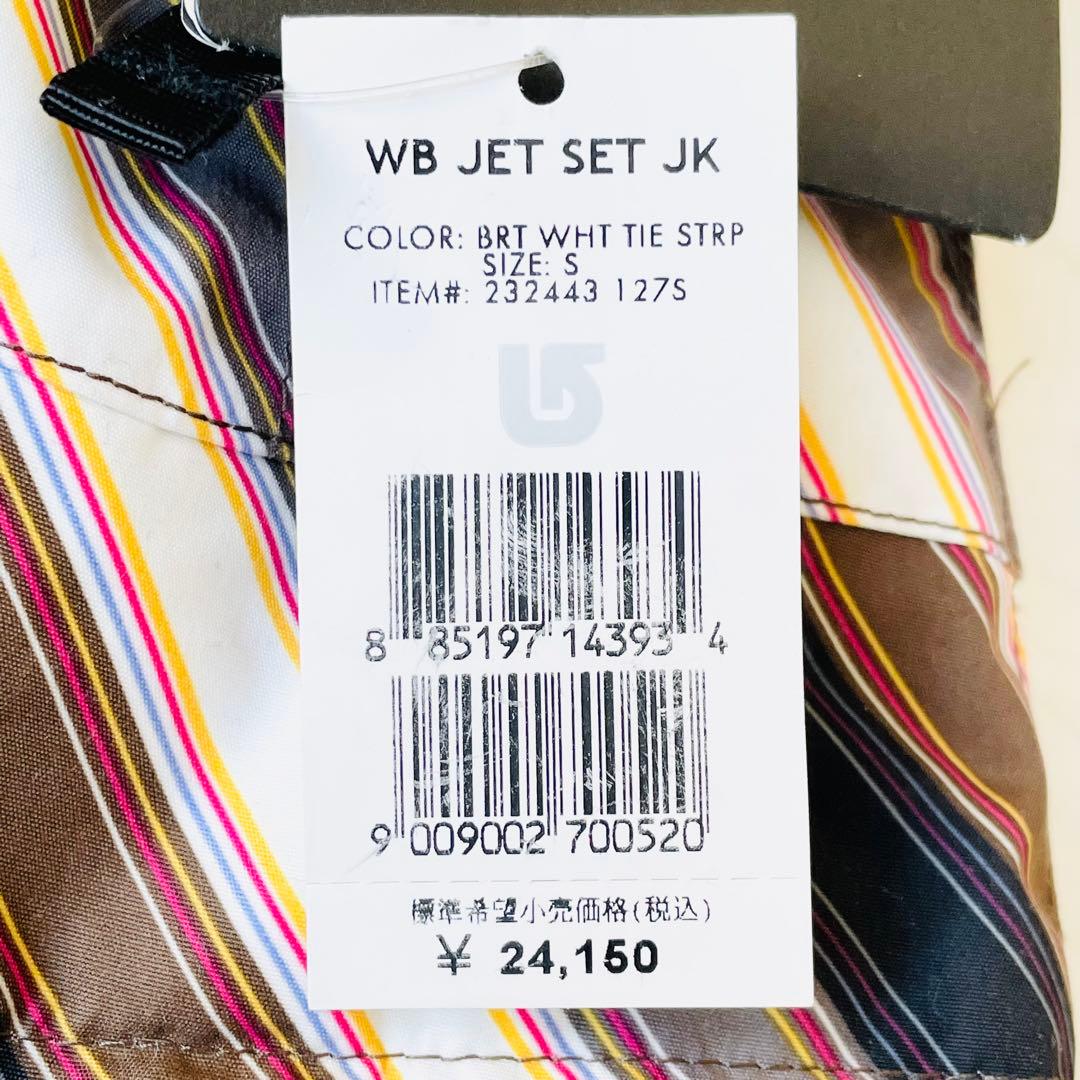 WB JET SET JK
COLOR: BRT WHT TIE STRP
SIZE: S
ITEM#: 232443 127S
8 85197 14393 4
9 009002 700520
標準希望小売価格(税込)
¥ 24,150